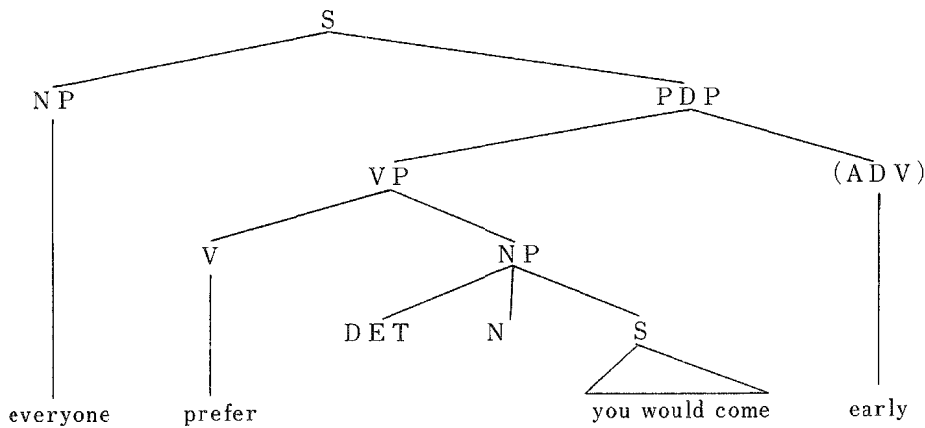 S
NP PDP
VP (ADV)
V NP
DET N S
everyone prefer you would come early